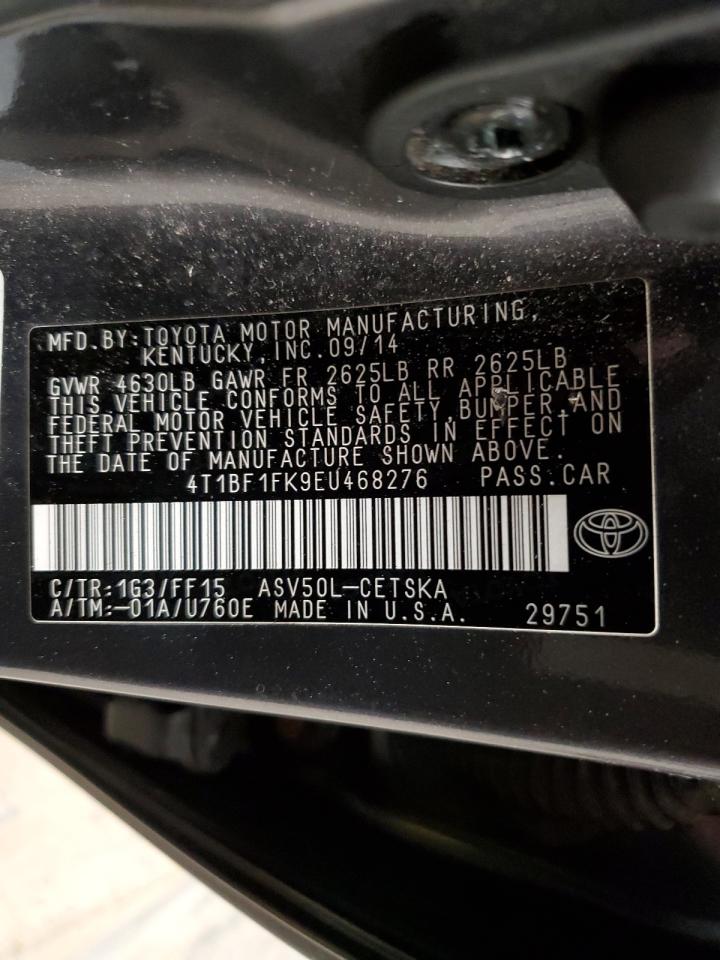 MFD.BY:TOYOTA MOTOR MANUFACTURING,
KENTUCKY,INC.09/14
GVWR 4630LB GAWR FR 2625LB RR 2625LB
THIS VEHICLE CONFORMS TO ALL APPLICABLE
FEDERAL MOTOR VEHICLE SAFETY,BUMPER,AND
THEFT PREVENTION STANDARDS IN EFFECT ON
THE DATE OF MANUFACTURE SHOWN ABOVE.
4T1BF1FK9EU468276 PASS.CAR
C/TR:1G3/FF15 ASV50L-CETSKA
A/TM:-01A/U760E MADE IN U.S.A. 29751